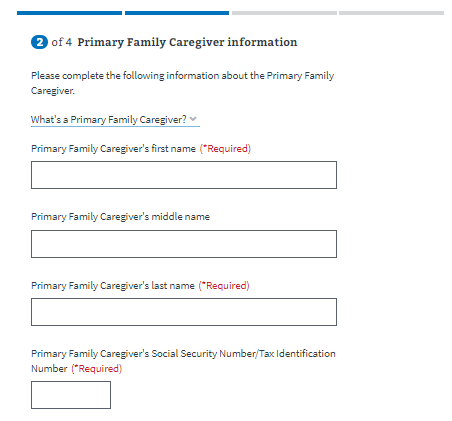 2 of 4 Primary Family Caregiver information
Please complete the following information about the Primary Family
Caregiver.
What's a Primary Family Caregiver?
Primary Family Caregiver's first name (*Required)
Primary Family Caregiver's middle name
Primary Family Caregiver's last name (*Required)
Primary Family Caregiver's Social Security Number/Tax Identification
Number (*Required)